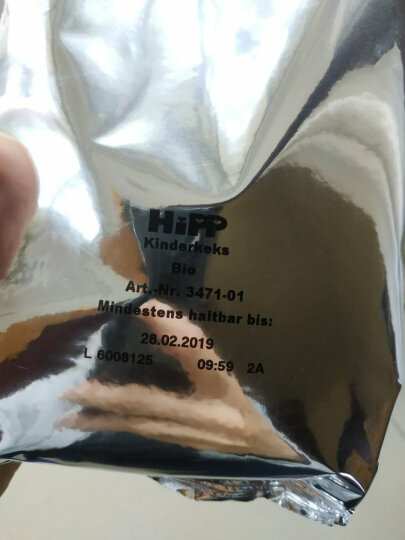 HiPP
Kinderkeks
Bio
Art.-Nr. 3471-01
Mindestens haltbar bis:
28.02.2019
L 6008125 09:59 2A